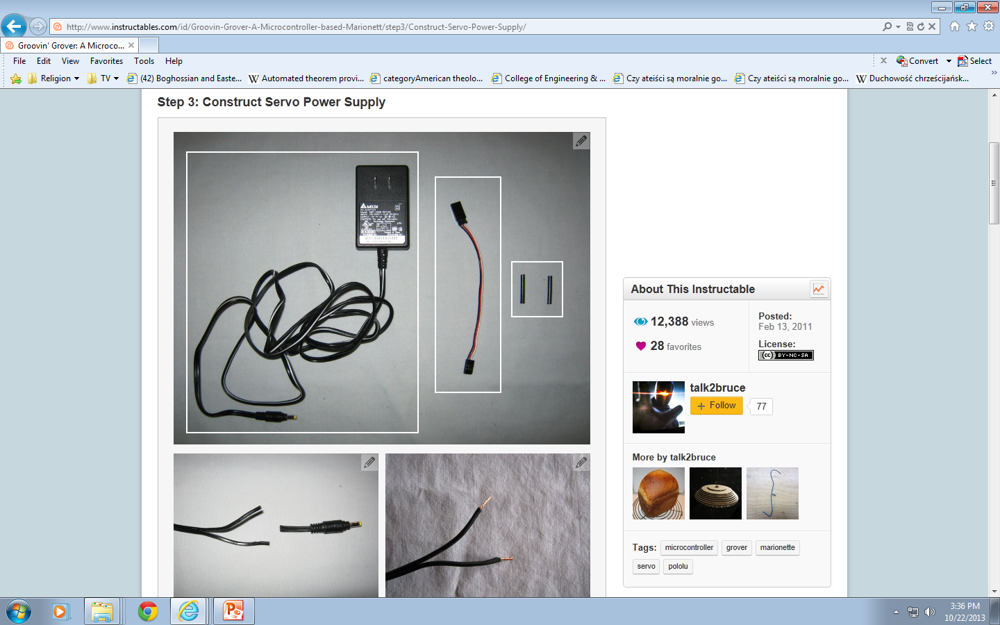 http://www.instructables.com/id/Groovin-Grover-A-Microcontroller-based-Marionett/step3/Construct-Servo-Power-Supply/
Groovin' Grover: A Microco...
File Edit View Favorites Tools Help
Convert Select
Religion TV (42) Boghossian and Easte... Automated theorem provi... categoryAmerican theolo... College of Engineering & ... Czy ateiści są moralnie go... Czy ateiści są moralnie go... Duchowość chrześcijańsk...
Step 3: Construct Servo Power Supply
DELTA
About This Instructable
12,388 views
28 favorites
Posted:
Feb 13, 2011
License:
cc BY-NC-SA
talk2bruce
+ Follow 77
More by talk2bruce
Tags: microcontroller grover marionette
servo pololu
3:36 PM
10/22/2013